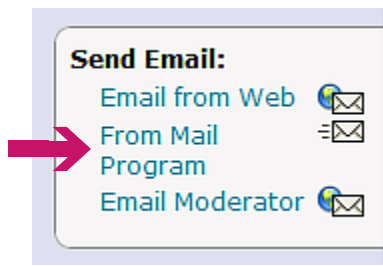 Send Email:
Email from Web
From Mail
Program
Email Moderator